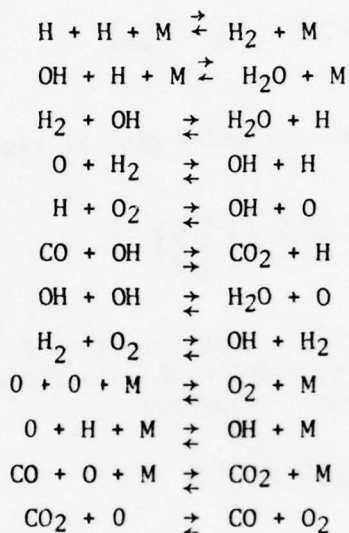 H + H + M ⇄ H₂ + M
OH + H + M ⇄ H₂O + M
H₂ + OH ⇄ H₂O + H
O + H₂ ⇄ OH + H
H + O₂ ⇄ OH + O
CO + OH ⇉ CO₂ + H
OH + OH ⇄ H₂O + O
H₂ + O₂ ⇄ OH + H₂
O + O + M ⇄ O₂ + M
O + H + M ⇄ OH + M
CO + O + M ⇄ CO₂ + M
CO₂ + O ⇄ CO + O₂